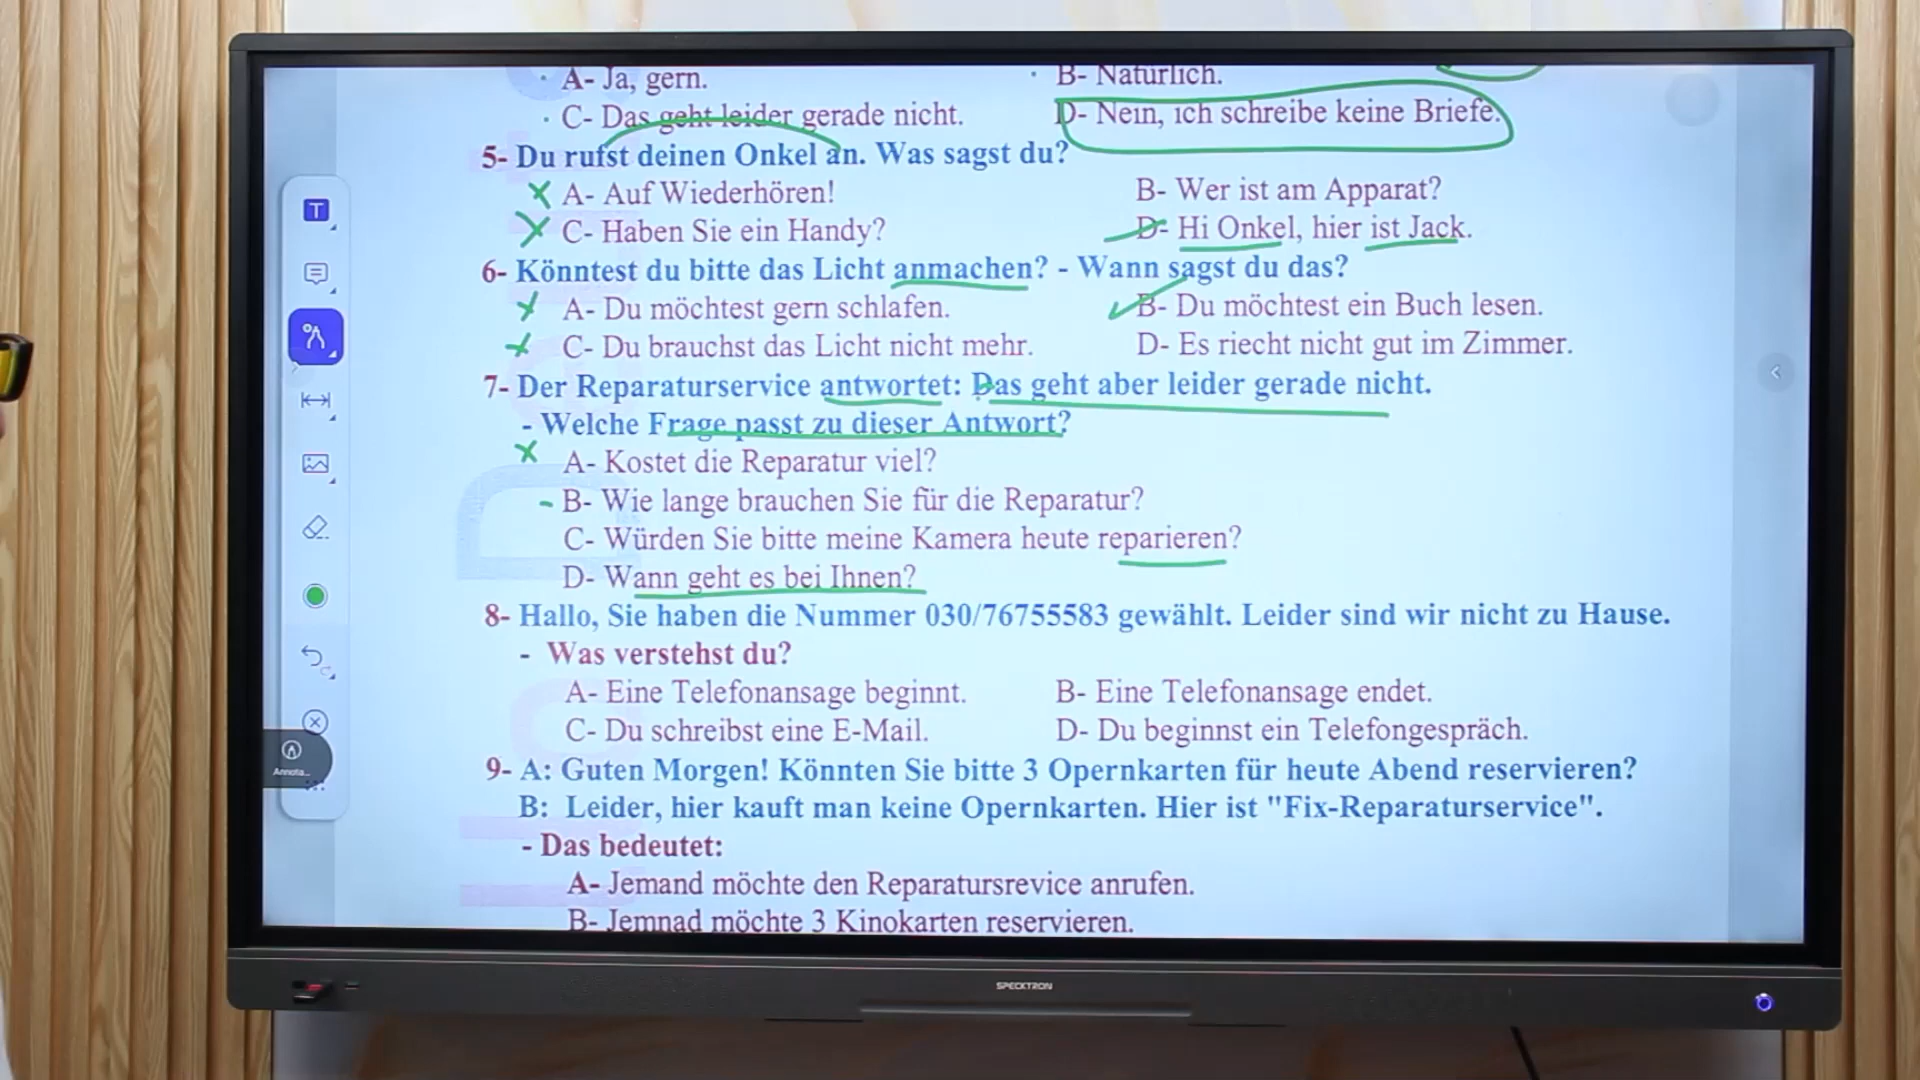 A- Ja, gern.
B- Natürlich.
C- Das geht leider gerade nicht.
D- Nein, ich schreibe keine Briefe.
5- Du rufst deinen Onkel an. Was sagst du?
A- Auf Wiederhören!
B- Wer ist am Apparat?
C- Haben Sie ein Handy?
D- Hi Onkel, hier ist Jack.
6- Könntest du bitte das Licht anmachen? - Wann sagst du das?
A- Du möchtest gern schlafen.
B- Du möchtest ein Buch lesen.
C- Du brauchst das Licht nicht mehr.
D- Es riecht nicht gut im Zimmer.
7- Der Reparaturservice antwortet: Das geht aber leider gerade nicht.
- Welche Frage passt zu dieser Antwort?
A- Kostet die Reparatur viel?
B- Wie lange brauchen Sie für die Reparatur?
C- Würden Sie bitte meine Kamera heute reparieren?
D- Wann geht es bei Ihnen?
8- Hallo, Sie haben die Nummer 030/76755583 gewählt. Leider sind wir nicht zu Hause.
- Was verstehst du?
A- Eine Telefonansage beginnt.
B- Eine Telefonansage endet.
C- Du schreibst eine E-Mail.
D- Du beginnst ein Telefongespräch.
9- A: Guten Morgen! Könnten Sie bitte 3 Opernkarten für heute Abend reservieren?
B: Leider, hier kauft man keine Opernkarten. Hier ist "Fix-Reparaturservice".
- Das bedeutet:
A- Jemand möchte den Reparatursrevice anrufen.
B- Jemnad möchte 3 Kinokarten reservieren.
Annota...
SPECKTRON